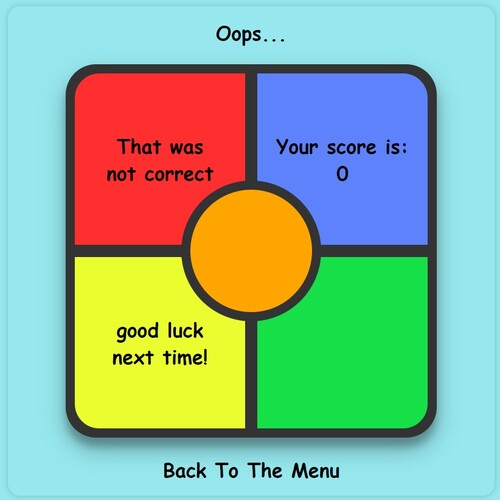 Oops...
That was
not correct
Your score is:
0
good luck
next time!
Back To The Menu